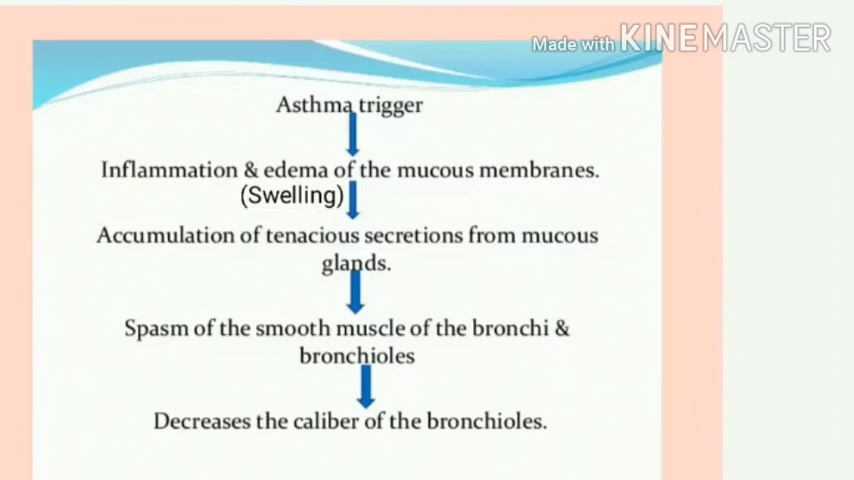 Made with KINEMASTER
Asthma trigger
Inflammation & edema of the mucous membranes.
(Swelling)
Accumulation of tenacious secretions from mucous
glands.
Spasm of the smooth muscle of the bronchi &
bronchioles
Decreases the caliber of the bronchioles.